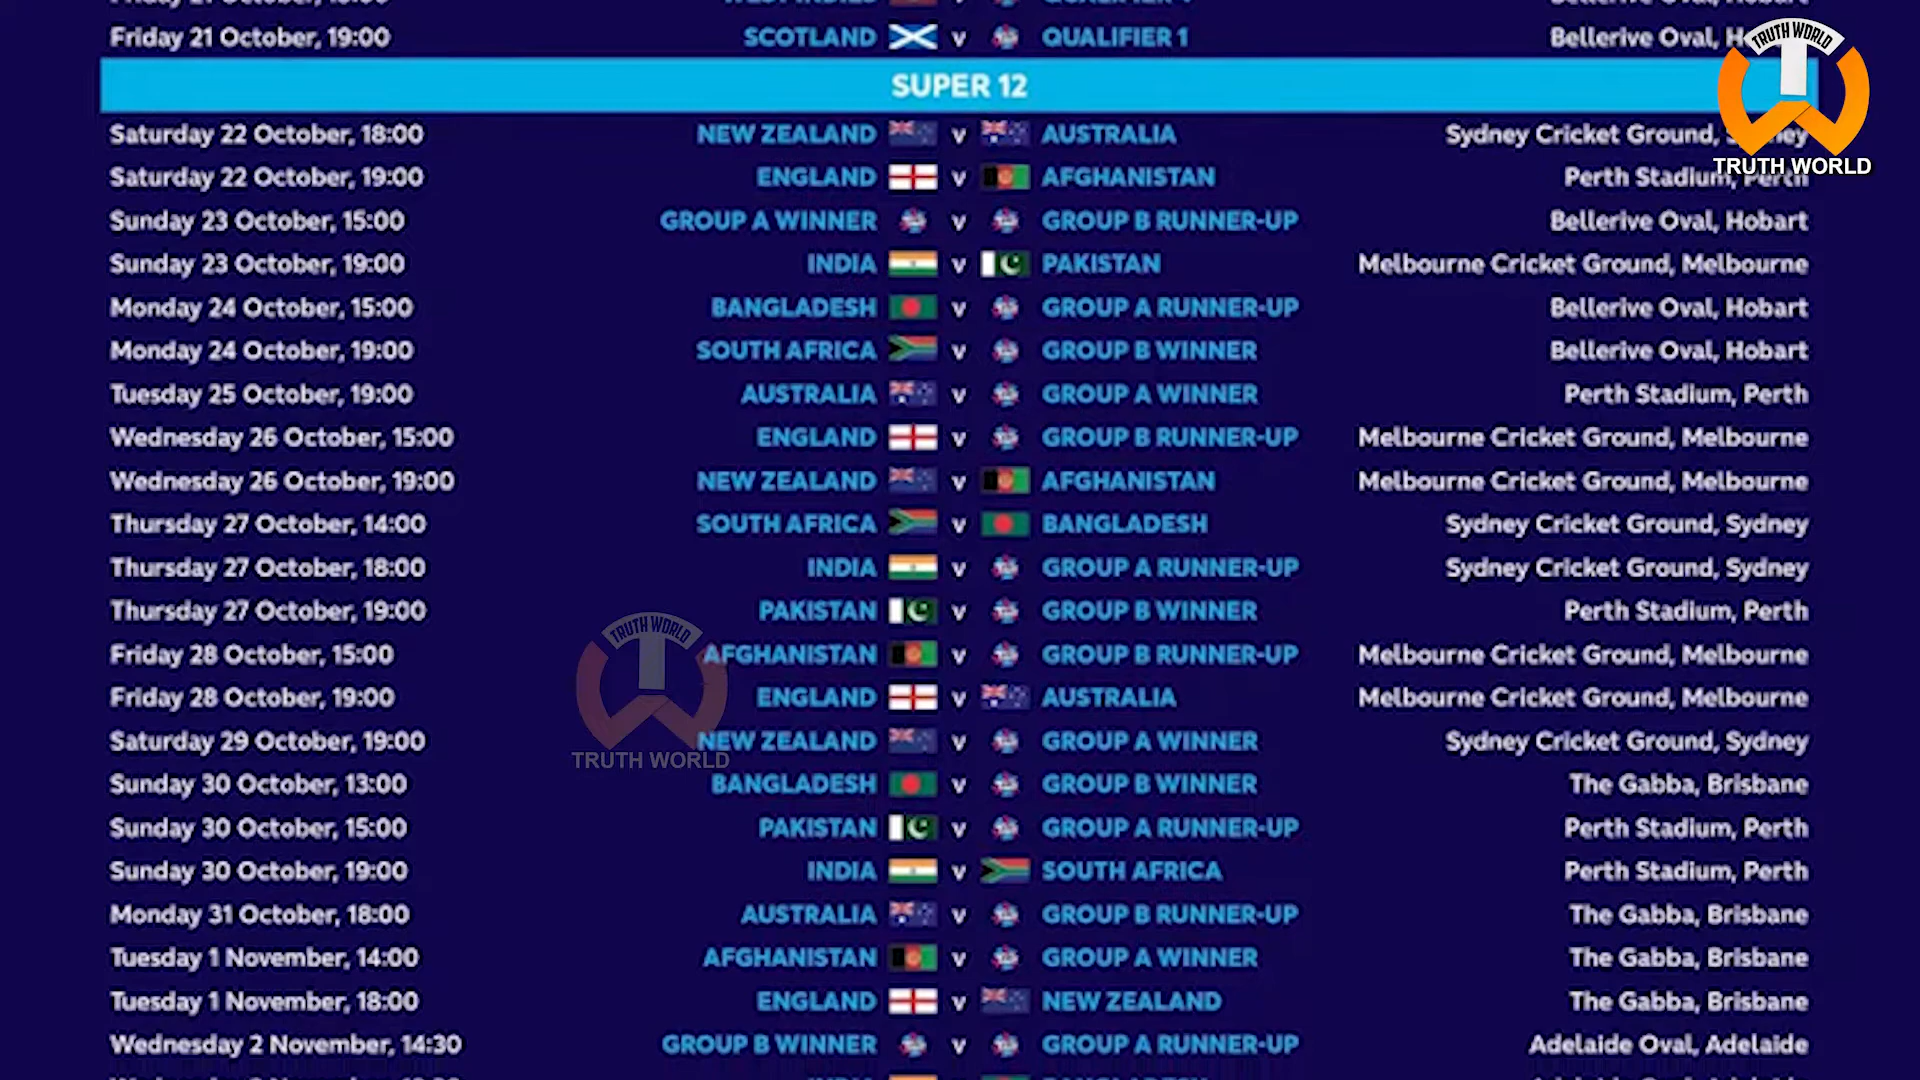 Friday 21 October, 19:00 SCOTLAND v QUALIFIER 1 Bellerive Oval,
TRUTH WORLD
SUPER 12
Saturday 22 October, 18:00 NEW ZEALAND v AUSTRALIA Sydney Cricket Ground, Sydney
TRUTH WORLD
Saturday 22 October, 19:00 ENGLAND v AFGHANISTAN Perth Stadium, Perth
Sunday 23 October, 15:00 GROUP A WINNER v GROUP B RUNNER-UP Bellerive Oval, Hobart
Sunday 23 October, 19:00 INDIA v PAKISTAN Melbourne Cricket Ground, Melbourne
Monday 24 October, 15:00 BANGLADESH v GROUP A RUNNER-UP Bellerive Oval, Hobart
Monday 24 October, 19:00 SOUTH AFRICA v GROUP B WINNER Bellerive Oval, Hobart
Tuesday 25 October, 19:00 AUSTRALIA v GROUP A WINNER Perth Stadium, Perth
Wednesday 26 October, 15:00 ENGLAND v GROUP B RUNNER-UP Melbourne Cricket Ground, Melbourne
Wednesday 26 October, 19:00 NEW ZEALAND v AFGHANISTAN Melbourne Cricket Ground, Melbourne
Thursday 27 October, 14:00 SOUTH AFRICA v BANGLADESH Sydney Cricket Ground, Sydney
Thursday 27 October, 18:00 INDIA v GROUP A RUNNER-UP Sydney Cricket Ground, Sydney
Thursday 27 October, 19:00 PAKISTAN v GROUP B WINNER Perth Stadium, Perth
TRUTH WORLD
Friday 28 October, 15:00 AFGHANISTAN v GROUP B RUNNER-UP Melbourne Cricket Ground, Melbourne
Friday 28 October, 19:00 ENGLAND v AUSTRALIA Melbourne Cricket Ground, Melbourne
Saturday 29 October, 19:00 NEW ZEALAND v GROUP A WINNER Sydney Cricket Ground, Sydney
TRUTH WORLD
Sunday 30 October, 13:00 BANGLADESH v GROUP B WINNER The Gabba, Brisbane
Sunday 30 October, 15:00 PAKISTAN v GROUP A RUNNER-UP Perth Stadium, Perth
Sunday 30 October, 19:00 INDIA v SOUTH AFRICA Perth Stadium, Perth
Monday 31 October, 18:00 AUSTRALIA v GROUP B RUNNER-UP The Gabba, Brisbane
Tuesday 1 November, 14:00 AFGHANISTAN v GROUP A WINNER The Gabba, Brisbane
Tuesday 1 November, 18:00 ENGLAND v NEW ZEALAND The Gabba, Brisbane
Wednesday 2 November, 14:30 GROUP B WINNER v GROUP A RUNNER-UP Adelaide Oval, Adelaide